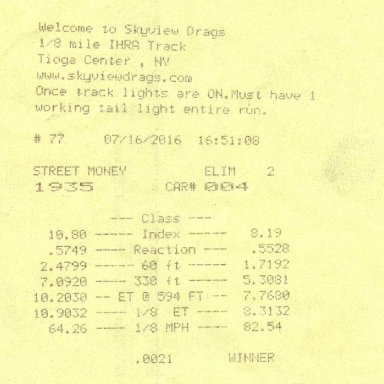 Welcome to Skyview Drags
1/8 mile IHRA Track
Tioga Center , NY
www.skyviewdrags.com
Once track lights are ON.Must have 1
working tail light entire run.
# 77 07/16/2016 16:51:08
STREET MONEY ELIM 2
1935 CAR# 004
--- Class ---
10.80 ----- Index ----- 8.19
.5749 ---- Reaction --- .5528
2.4799 ----- 60 ft ----- 1.7192
7.0920 ---- 330 ft ----- 5.3081
10.2030 -- ET @ 594 FT -- 7.7680
10.9032 ---- 1/8 ET ---- 8.3132
64.26 ---- 1/8 MPH ---- 82.54
.0021 WINNER